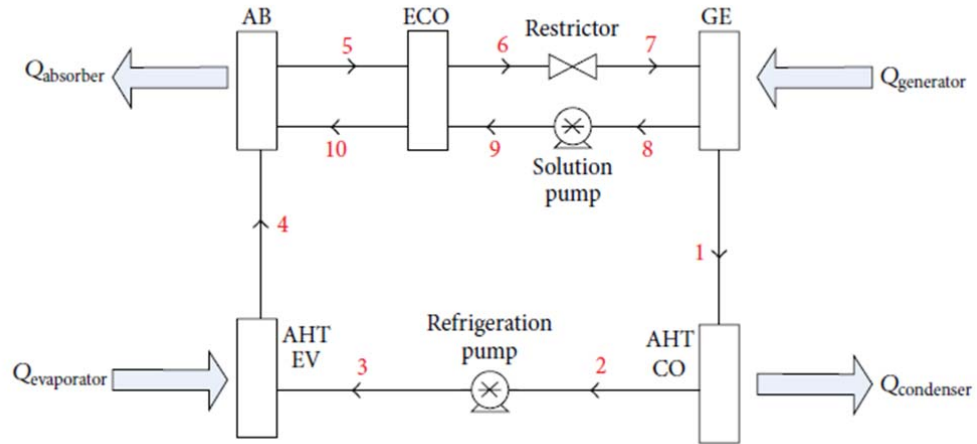 AB
ECO
Restrictor
GE
5
6
7
Qabsorber
Qgenerator
10
9
8
Solution
pump
4
1
AHT
EV
Refrigeration
pump
AHT
CO
3
2
Qevaporator
Qcondenser